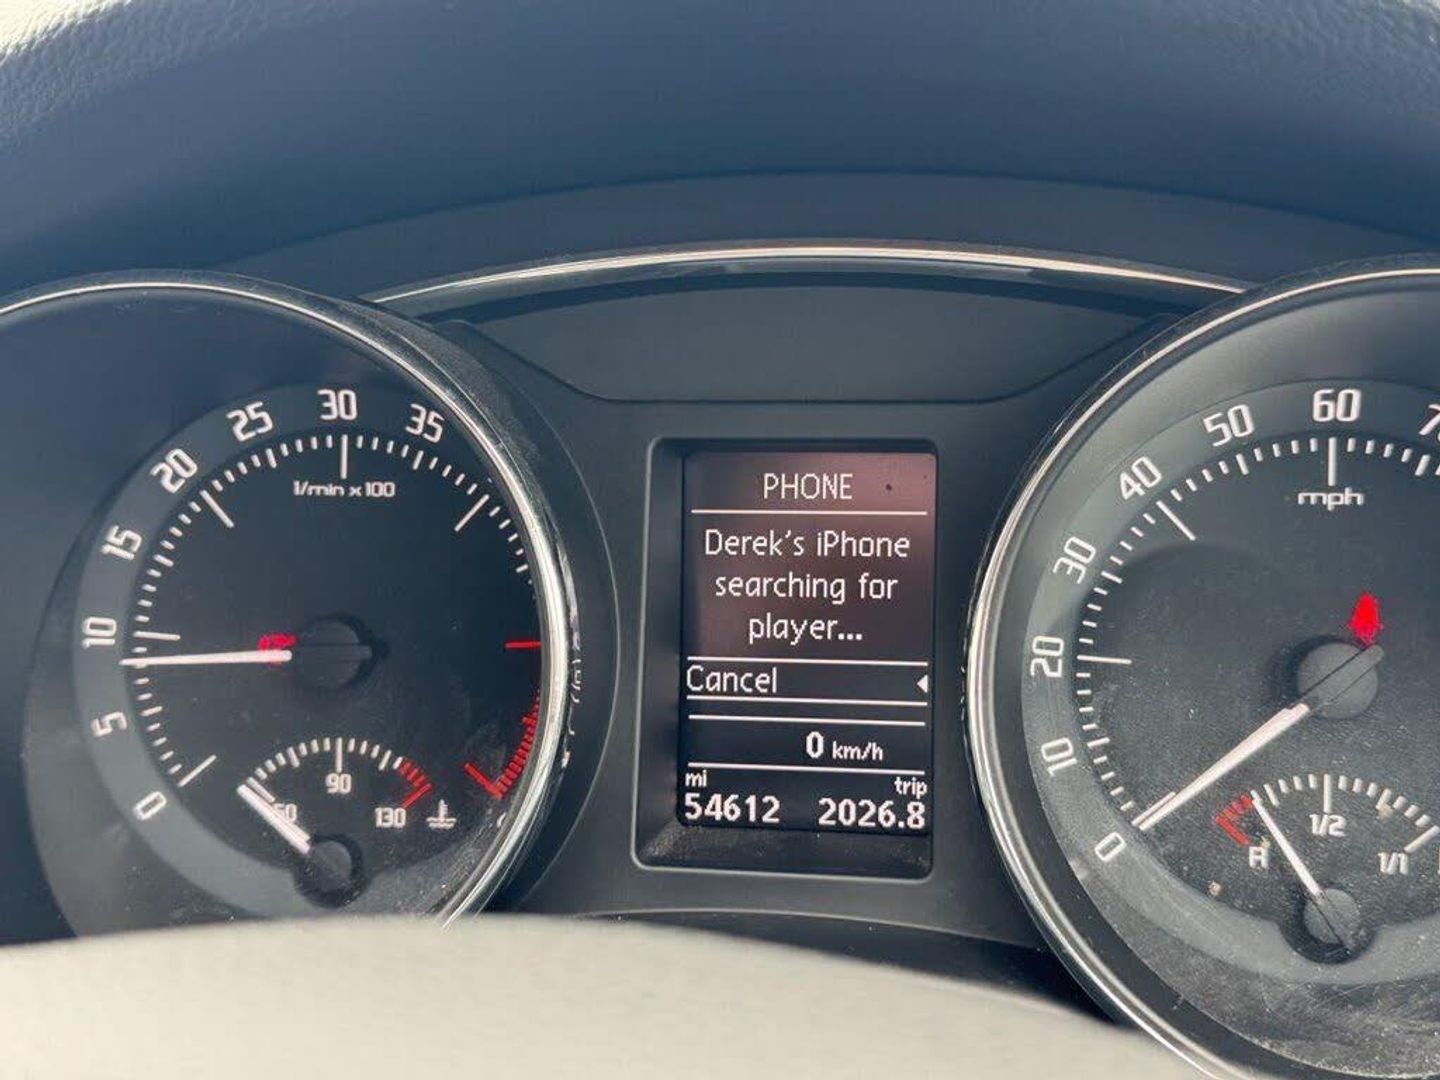 0
5
10
15
20
25
30
35
1/min x 100
90
130
PHONE
Derek's iPhone
searching for
player...
Cancel
0 km/h
mi trip
54612 2026.8
0
10
20
30
40
50
60
mph
R
1/2
1/1